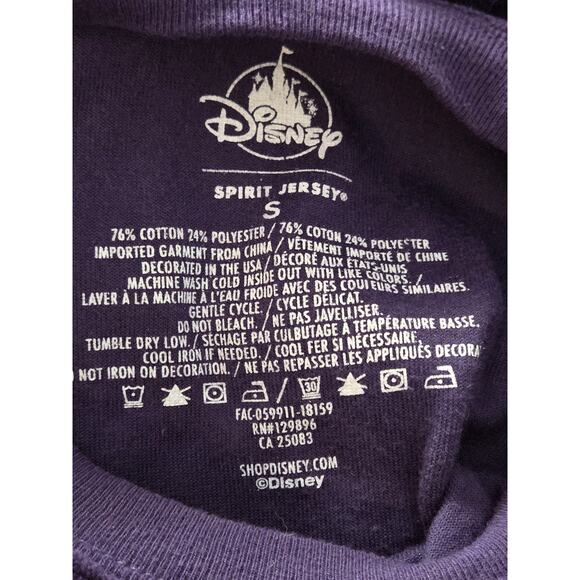 Disney
SPIRIT JERSEY®
S
76% COTTON 24% POLYESTER / 76% COTON 24% POLYESTER
IMPORTED GARMENT FROM CHINA / VÊTEMENT IMPORTÉ DE CHINE
DECORATED IN THE USA / DÉCORÉ AUX ÉTATS-UNIS
MACHINE WASH COLD INSIDE OUT WITH LIKE COLORS. /
LAVER À LA MACHINE À L'EAU FROIDE AVEC DES COULEURS SIMILAIRES.
GENTLE CYCLE. / CYCLE DÉLICAT.
DO NOT BLEACH. / NE PAS JAVELLISER.
TUMBLE DRY LOW. / SÉCHAGE PAR CULBUTAGE À TEMPÉRATURE BASSE.
COOL IRON IF NEEDED. / COOL FER SI NÉCESSAIRE.
O NOT IRON ON DECORATION. / NE PAS REPASSER LES APPLIQUÉS DECORA
30
FAC-059911-18159
RN#129896
CA 25083
SHOPDISNEY.COM
©Disney